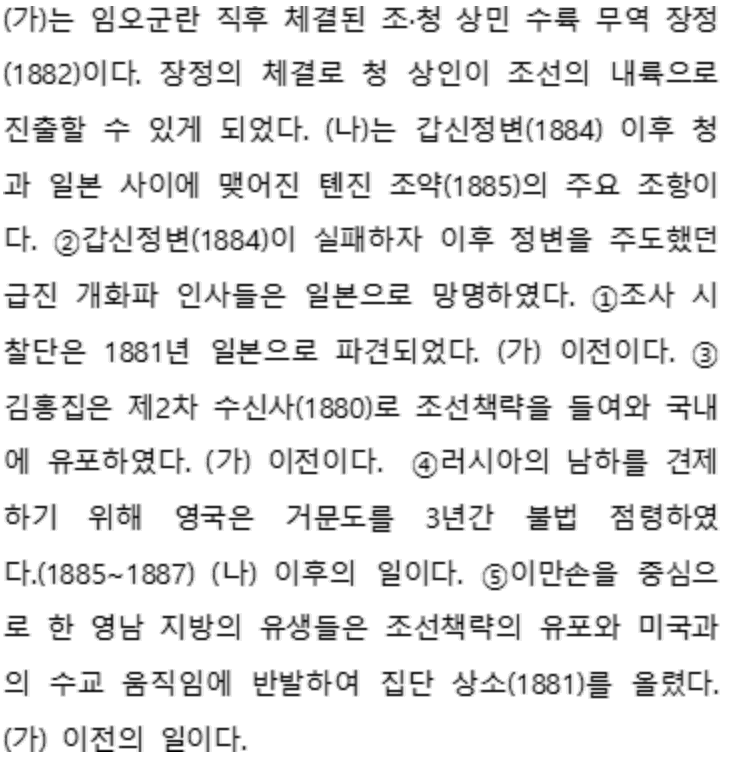 (가)는 임오군란 직후 체결된 조·청 상민 수륙 무역 장정
(1882)이다. 장정의 체결로 청 상인이 조선의 내륙으로
진출할 수 있게 되었다. (나)는 갑신정변(1884) 이후 청
과 일본 사이에 맺어진 톈진 조약(1885)의 주요 조항이
다. ②갑신정변(1884)이 실패하자 이후 정변을 주도했던
급진 개화파 인사들은 일본으로 망명하였다. ①조사 시
찰단은 1881년 일본으로 파견되었다. (가) 이전이다. ③
김홍집은 제2차 수신사(1880)로 조선책략을 들여와 국내
에 유포하였다. (가) 이전이다. ④러시아의 남하를 견제
하기 위해 영국은 거문도를 3년간 불법 점령하였
다.(1885~1887) (나) 이후의 일이다. ⑤이만손을 중심으
로 한 영남 지방의 유생들은 조선책략의 유포와 미국과
의 수교 움직임에 반발하여 집단 상소(1881)를 올렸다.
(가) 이전의 일이다.